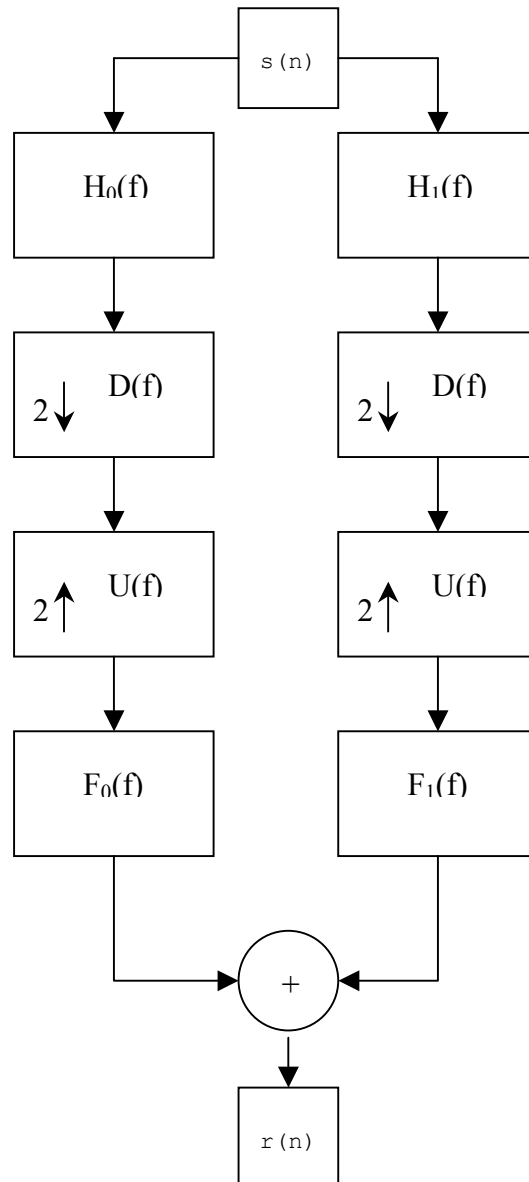 s(n)
H₀(f) H₁(f)
2 D(f) 2 D(f)
2 U(f) 2 U(f)
F₀(f) F₁(f)
+
r(n)